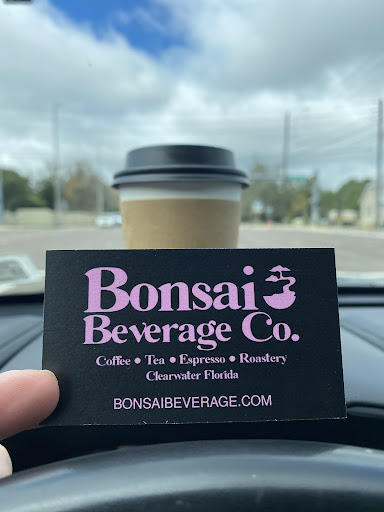 Bonsai
Beverage Co.
Coffee • Tea • Espresso • Roastery
Clearwater Florida
BONSAIBEVERAGE.COM